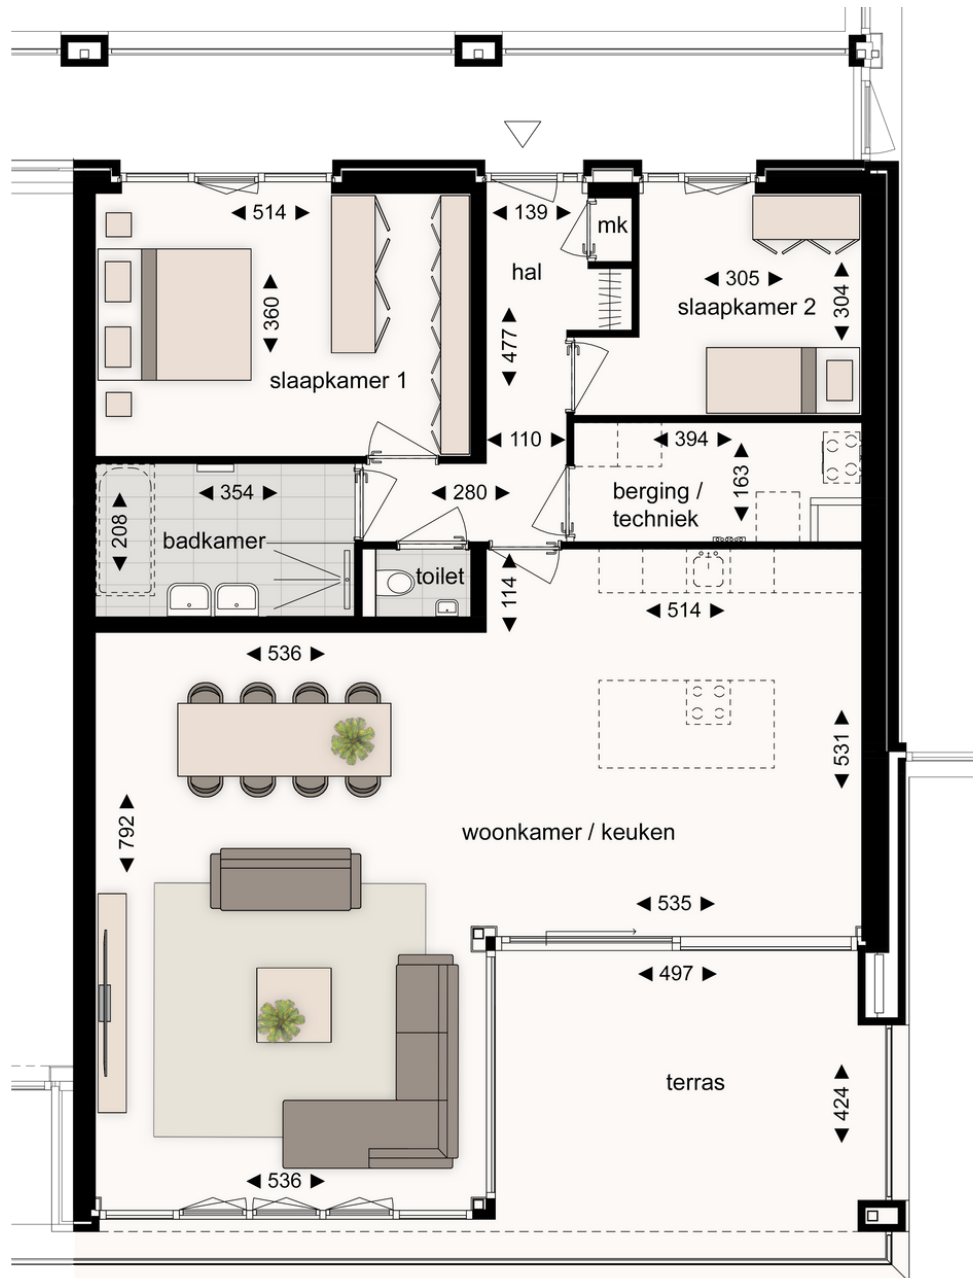 514
139
mk
hal
305
304
slaapkamer 2
360
477
slaapkamer 1
110
394
163
354
280
berging /
techniek
208
badkamer
toilet
114
514
536
531
792
woonkamer / keuken
535
497
terras
424
536